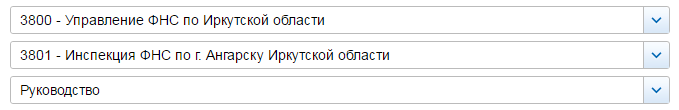 3800 - Управление ФНС по Иркутской области
3801 - Инспекция ФНС по г. Ангарску Иркутской области
Руководство